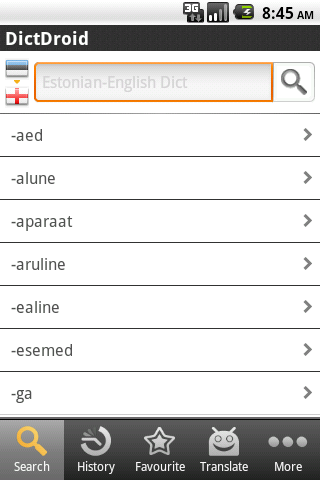 3G 8:45 AM
DictDroid
Estonian-English Dict
-aed
-alune
-aparaat
-aruline
-ealine
-esemed
-ga
Search History Favourite Translate More